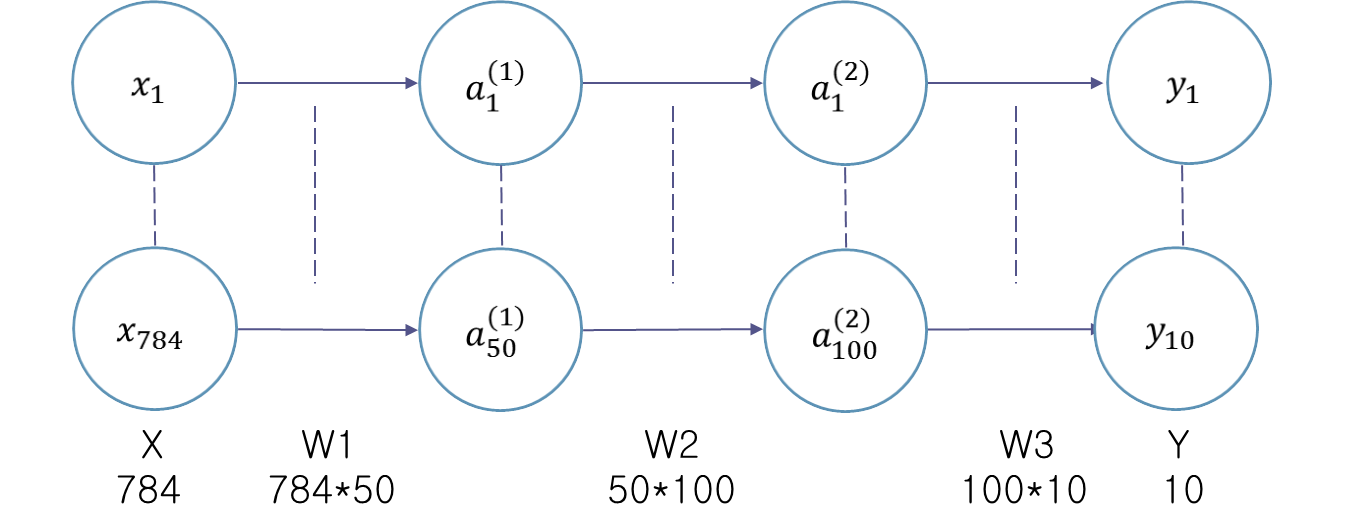 x₁ a₁⁽¹⁾ a₁⁽²⁾ y₁
x₇₈₄ a₅₀⁽¹⁾ a₁₀₀⁽²⁾ y₁₀
X W1 W2 W3 Y
784 784*50 50*100 100*10 10